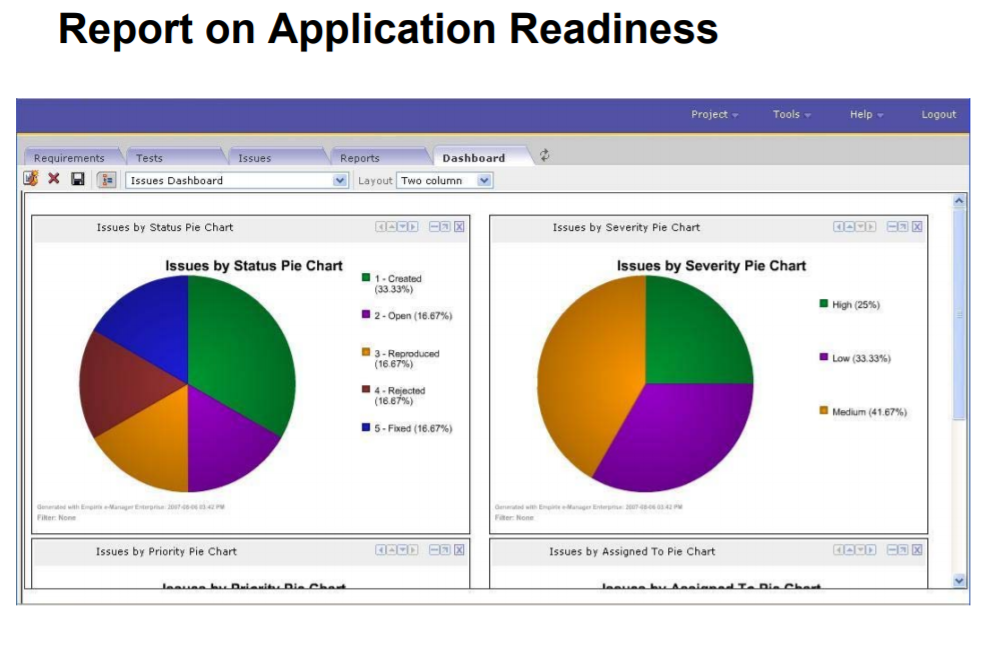 Report on Application Readiness
Project Tools Help Logout
Requirements Tests Issues Reports Dashboard
Issues Dashboard Layout Two column
Issues by Status Pie Chart
Issues by Status Pie Chart
1 - Created
(33.33%)
2 - Open (16.67%)
3 - Reproduced
(16.67%)
4 - Rejected
(16.67%)
5 - Fixed (16.67%)
Generated with Empirix e-Manager Enterprise: 2007-08-06 03:42 PM
Filter: None
Issues by Severity Pie Chart
Issues by Severity Pie Chart
High (25%)
Low (33.33%)
Medium (41.67%)
Generated with Empirix e-Manager Enterprise: 2007-08-06 03:42 PM
Filter: None
Issues by Priority Pie Chart
Issues by Priority Pie Chart
Issues by Assigned To Pie Chart
Issues by Assigned To Pie Chart